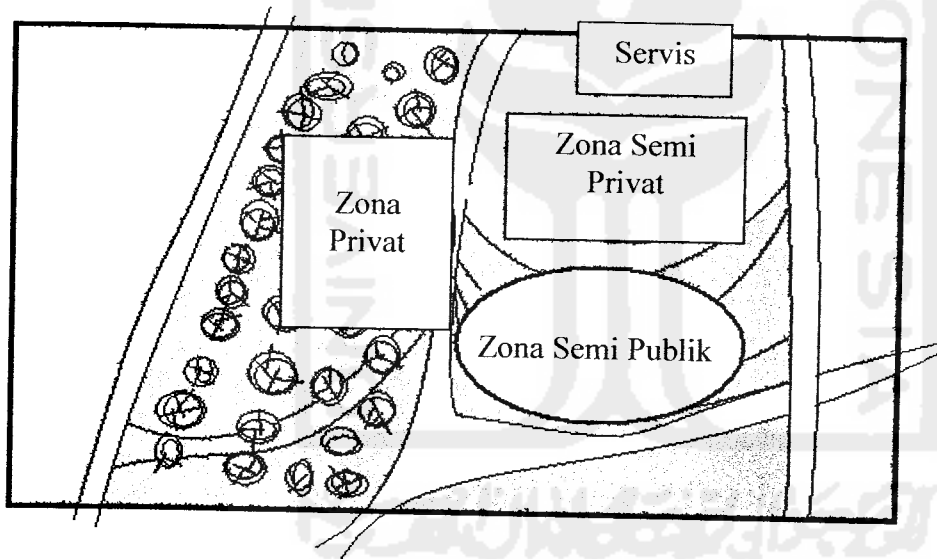 Servis
Zona Semi
Privat
Zona
Privat
Zona Semi Publik